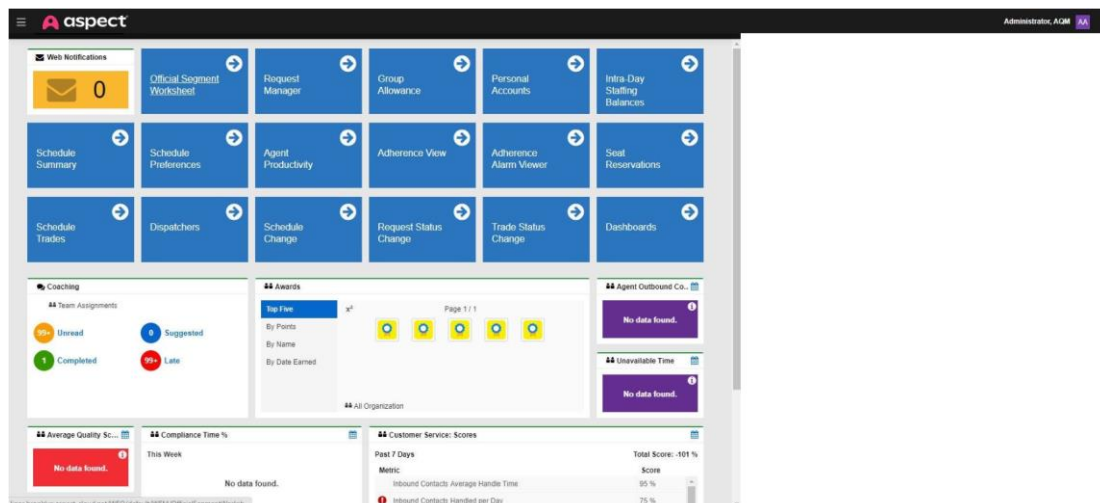 aspect
Administrator, AQM AA
Web Notifications
0
Official Segment
Worksheet
Request
Manager
Group
Allowance
Personal
Accounts
Intra-Day
Staffing
Balances
Schedule
Summary
Schedule
Preferences
Agent
Productivity
Adherence View
Adherence
Alarm Viewer
Seat
Reservations
Schedule
Trades
Dispatchers
Schedule
Change
Request Status
Change
Trade Status
Change
Dashboards
Coaching
Team Assignments
99+ Unread
0 Suggested
1 Completed
99+ Late
Awards
Top Five
By Points
By Name
By Date Earned
Page 1 / 1
All Organization
Agent Outbound Co...
No data found.
Unavailable Time
No data found.
Average Quality Sc...
No data found.
Compliance Time %
This Week
No data found.
Customer Service: Scores
Past 7 Days
Total Score: -101 %
Metric
Score
Inbound Contacts Average Handle Time
95 %
Inbound Contacts Handled per Day
75 %